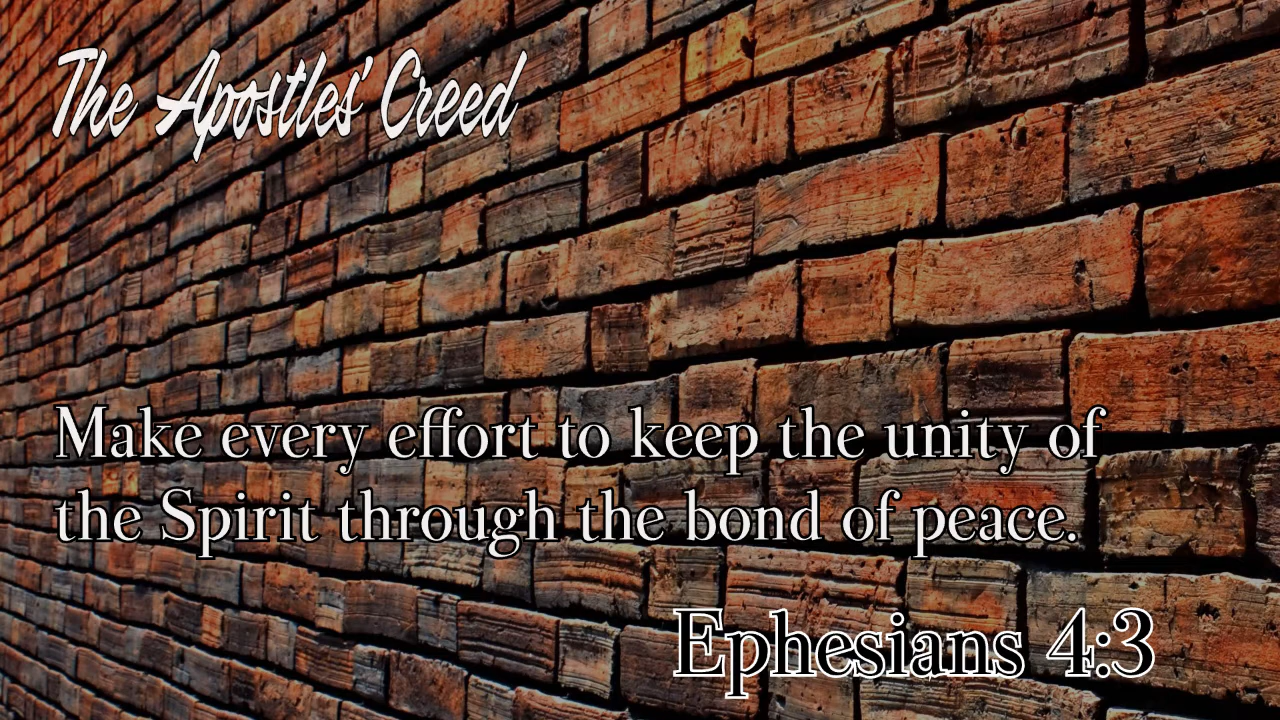 The Apostles' Creed
Make every effort to keep the unity of
the Spirit through the bond of peace.
Ephesians 4:3